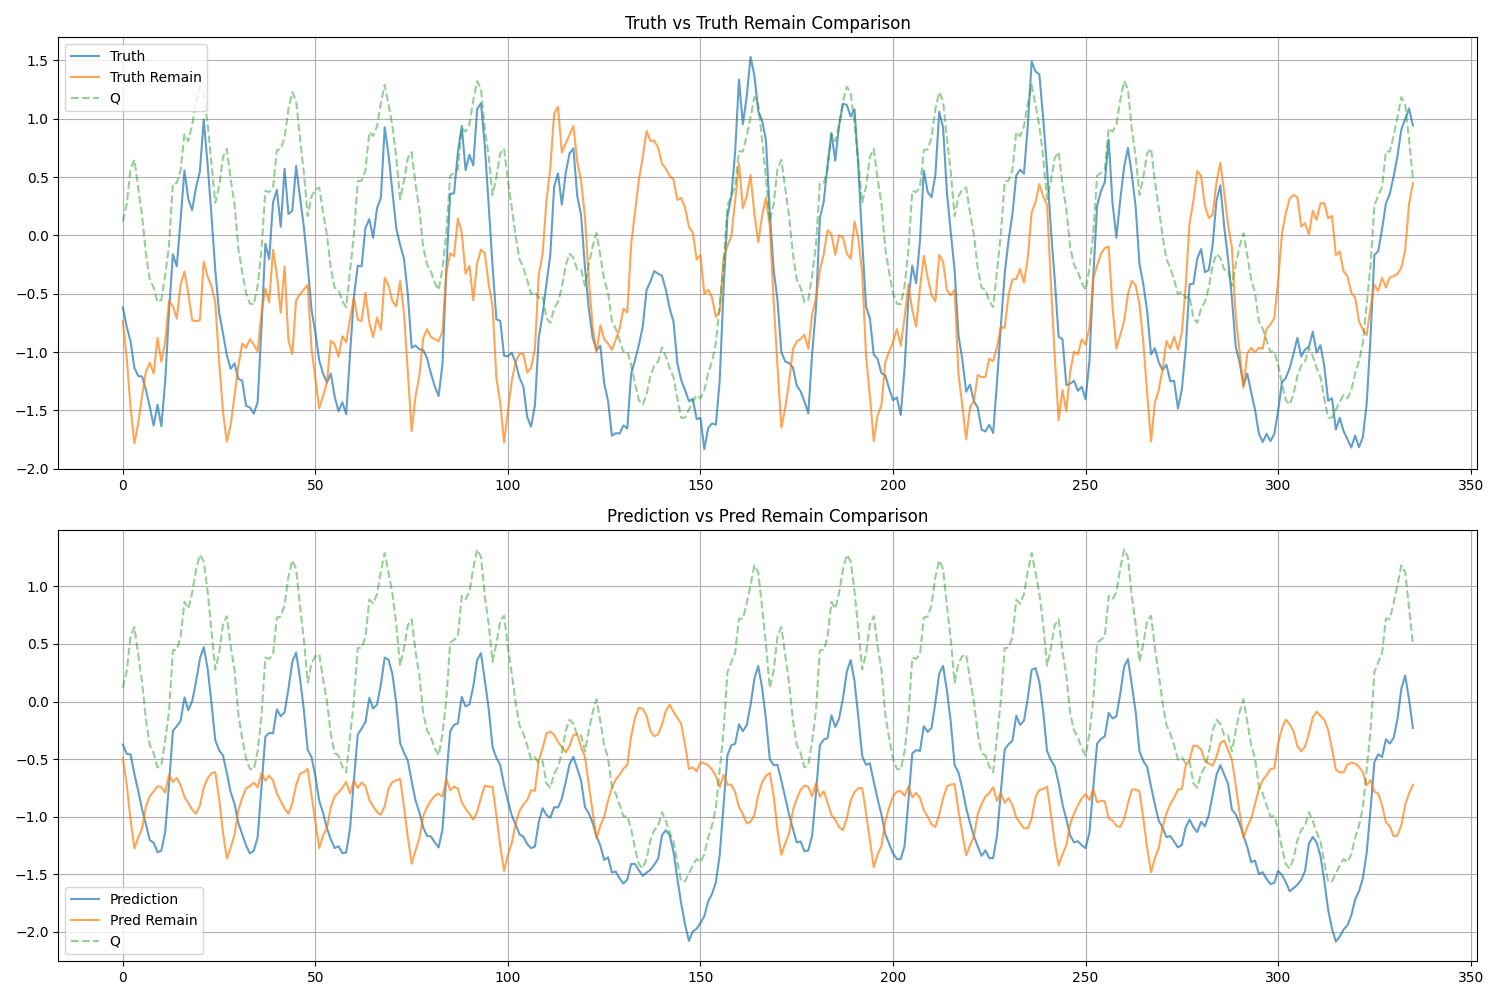 Truth vs Truth Remain Comparison
Truth
Truth Remain
Q
1.5
1.0
0.5
0.0
−0.5
−1.0
−1.5
−2.0
0 50 100 150 200 250 300 350
Prediction vs Pred Remain Comparison
1.0
0.5
0.0
−0.5
−1.0
−1.5
−2.0
Prediction
Pred Remain
Q
0 50 100 150 200 250 300 350